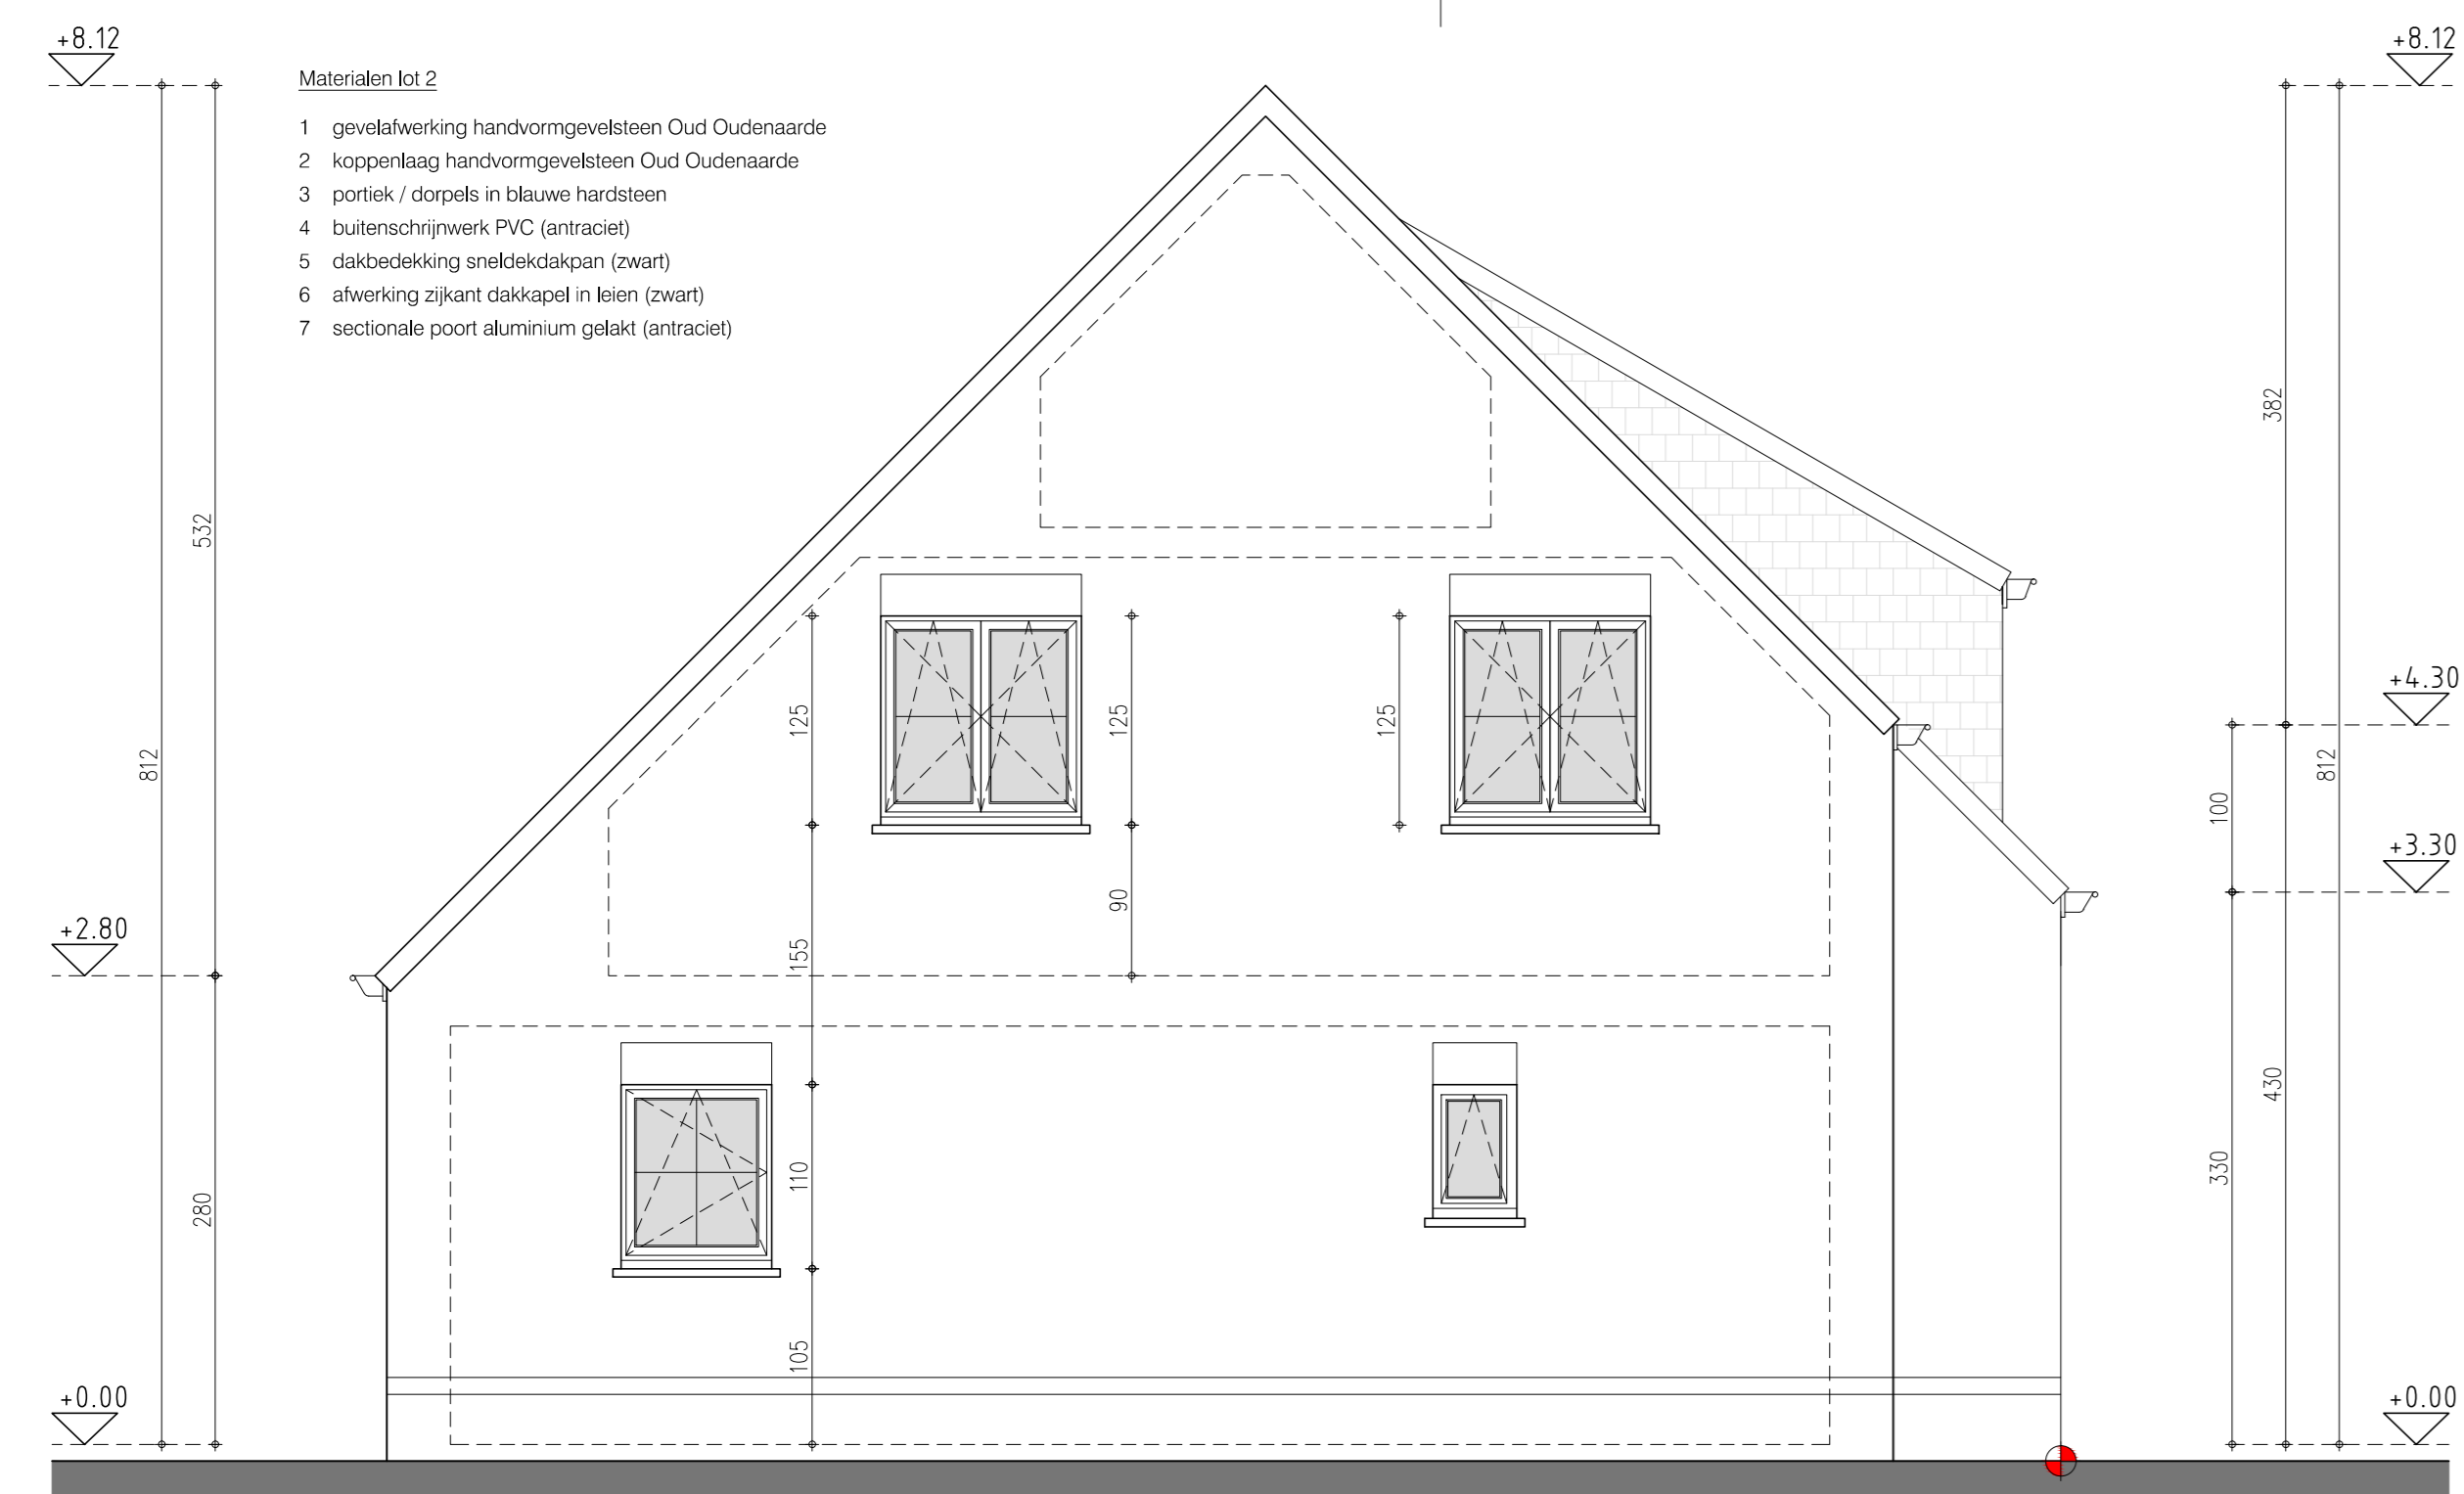 +8.12
+8.12
Materialen lot 2
1 gevelafwerking handvormgevelsteen Oud Oudenaarde
2 koppenlaag handvormgevelsteen Oud Oudenaarde
3 portiek / dorpels in blauwe hardsteen
4 buitenschrijnwerk PVC (antraciet)
5 dakbedekking sneldekdakpan (zwart)
6 afwerking zijkant dakkapel in leien (zwart)
7 sectionale poort aluminium gelakt (antraciet)
382
532
+4.30
125
125
125
812
812
100
+3.30
90
+2.80
155
430
110
330
280
105
+0.00
+0.00